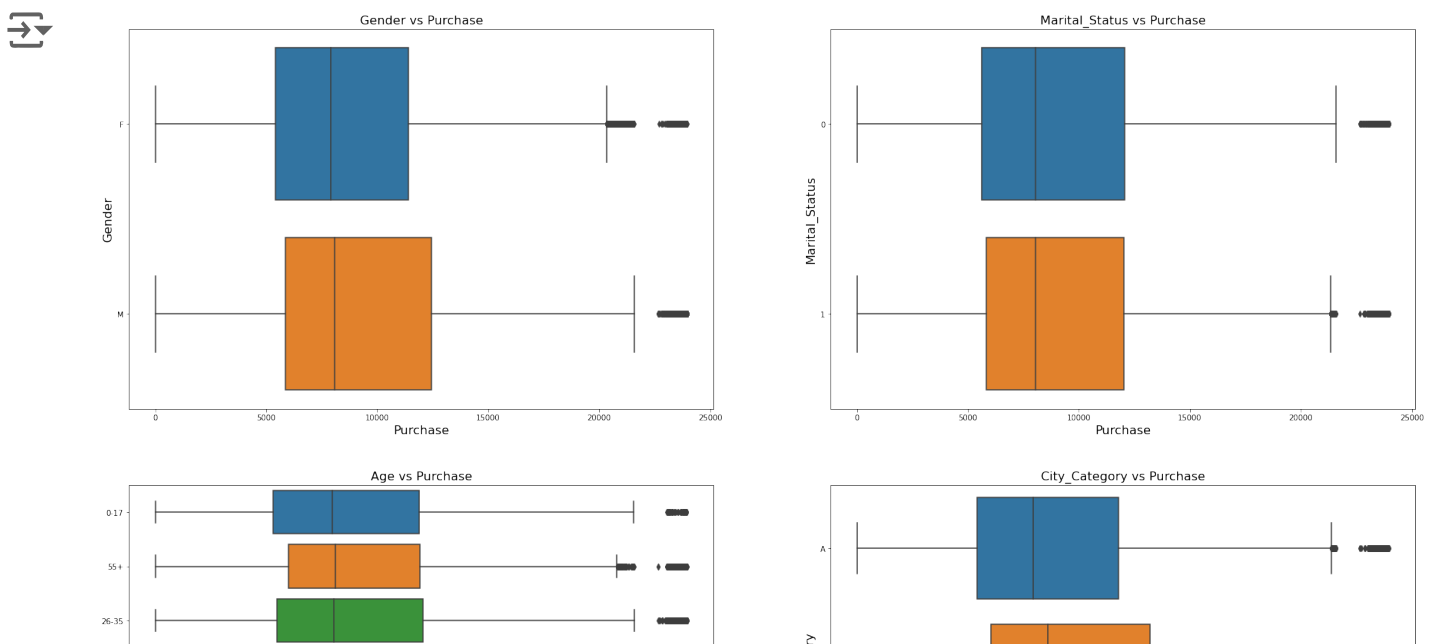 Gender vs Purchase
F
Gender
M
0 5000 10000 15000 20000 25000
Purchase
Marital_Status vs Purchase
0
Marital_Status
1
0 5000 10000 15000 20000 25000
Purchase
Age vs Purchase
0-17
55+
26-35
City_Category vs Purchase
A